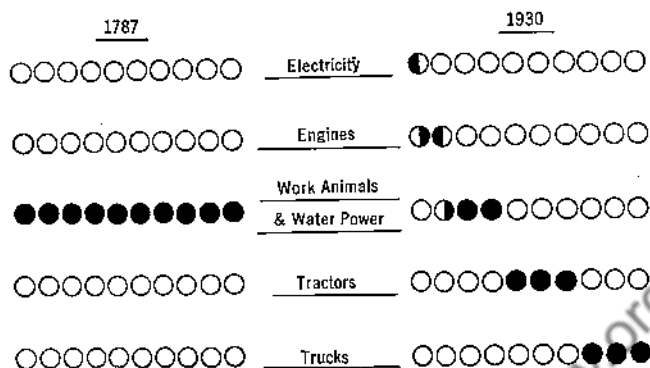 1787
1930
Electricity
Engines
Work Animals
& Water Power
Tractors
Trucks